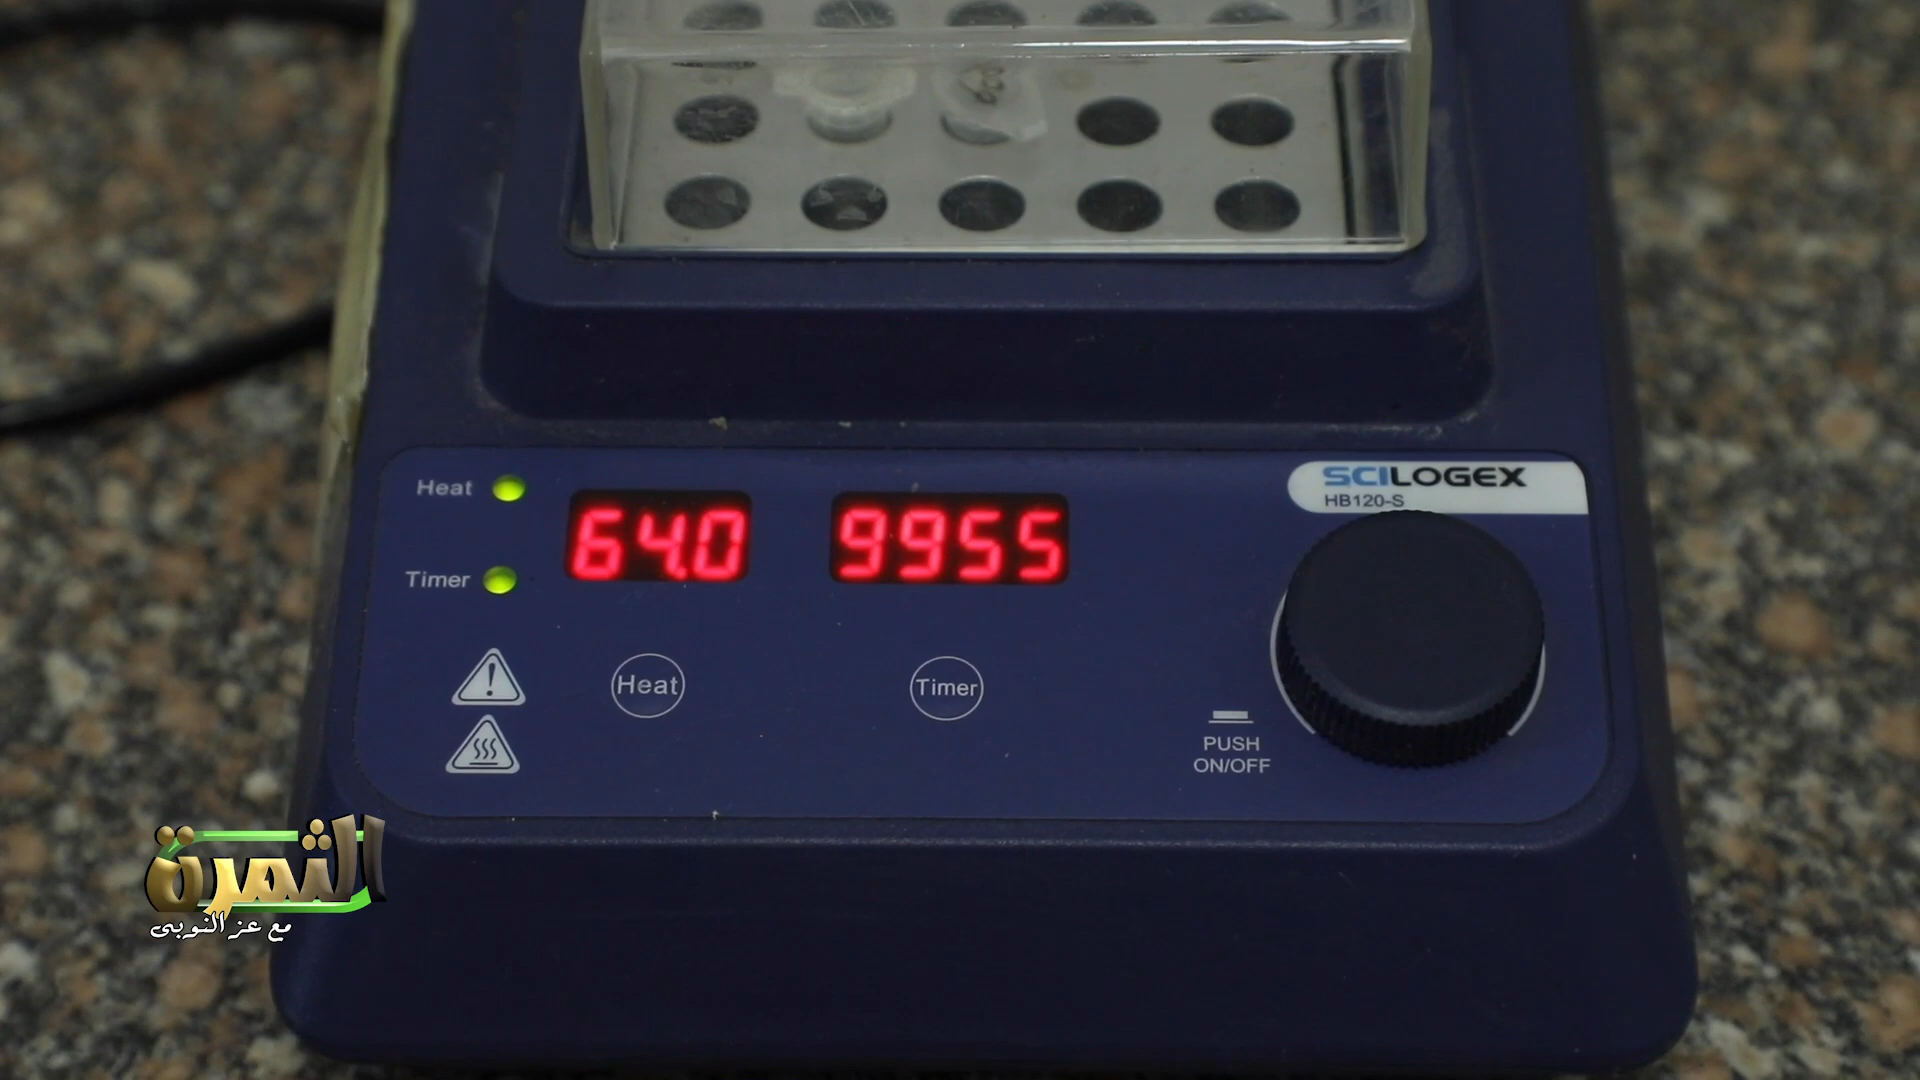 Heat
64.0
9955
SCILOGEX
HB120-S
Timer
Heat
Timer
PUSH
ON/OFF
الثمرة
مع عز النوبى